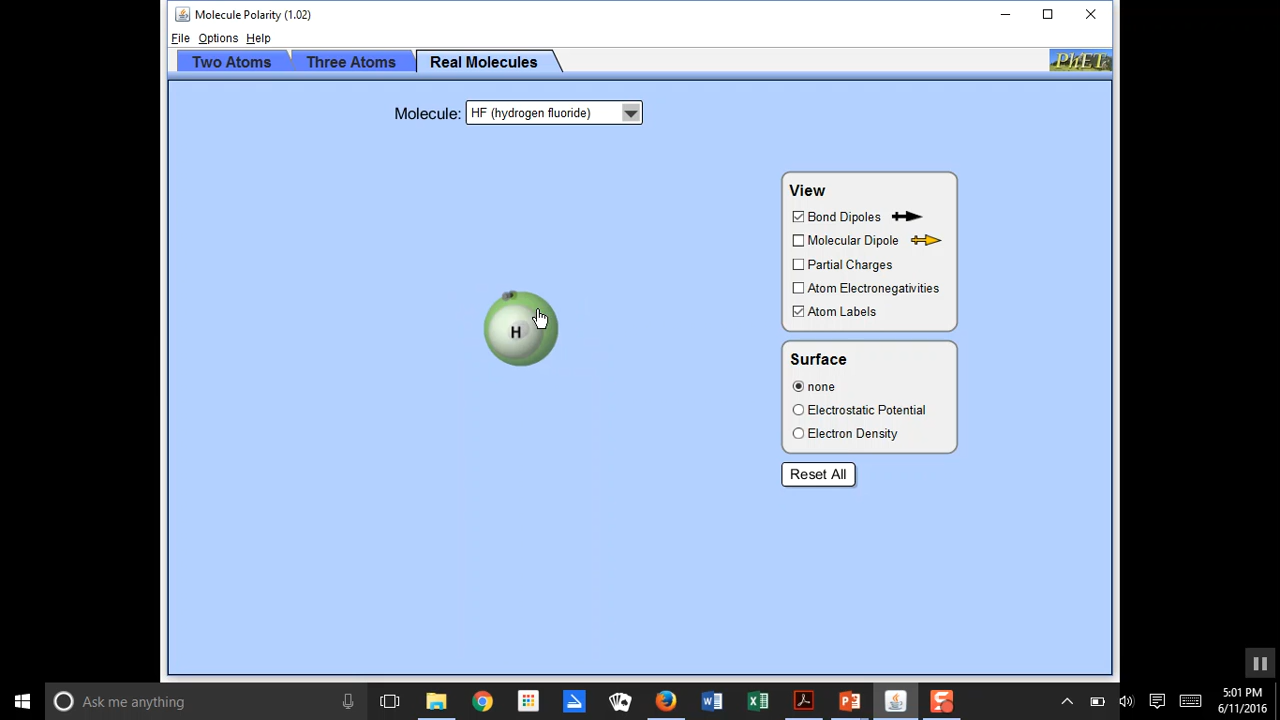 Molecule Polarity (1.02)
File Options Help
Two Atoms Three Atoms Real Molecules
PhET
Molecule: HF (hydrogen fluoride)
View
Bond Dipoles
Molecular Dipole
Partial Charges
Atom Electronegativities
Atom Labels
H
Surface
none
Electrostatic Potential
Electron Density
Reset All
Ask me anything
5:01 PM
6/11/2016